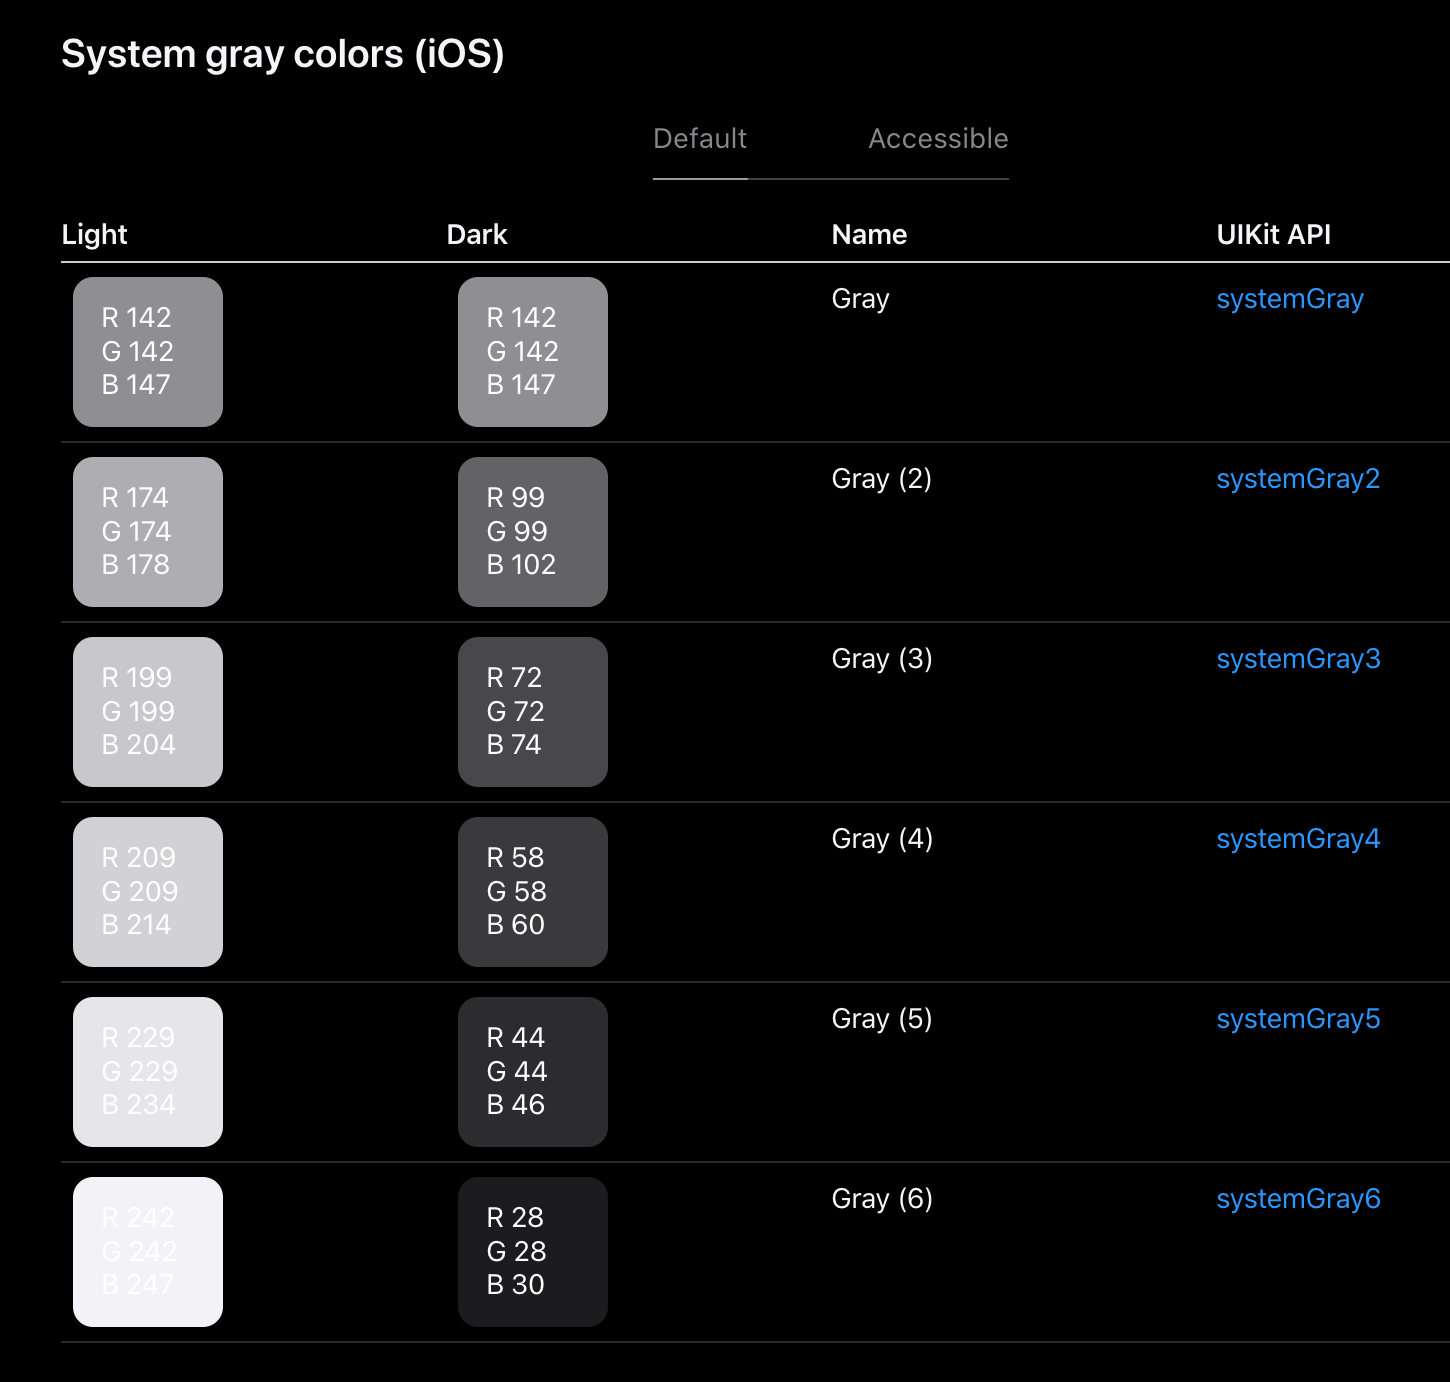 System gray colors (iOS)
Default Accessible
Light Dark Name UIKit API
R 142
G 142
B 147
R 142
G 142
B 147
Gray
systemGray
R 174
G 174
B 178
R 99
G 99
B 102
Gray (2)
systemGray2
R 199
G 199
B 204
R 72
G 72
B 74
Gray (3)
systemGray3
R 209
G 209
B 214
R 58
G 58
B 60
Gray (4)
systemGray4
R 229
G 229
B 234
R 44
G 44
B 46
Gray (5)
systemGray5
R 242
G 242
B 247
R 28
G 28
B 30
Gray (6)
systemGray6